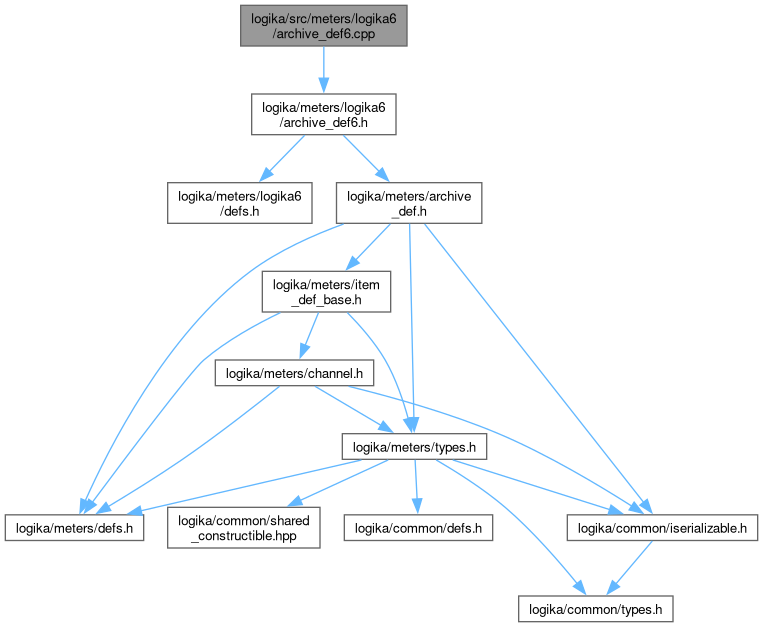 logika/src/meters/logika6
/archive_def6.cpp
logika/meters/logika6
/archive_def6.h
logika/meters/logika6
/defs.h
logika/meters/archive
_def.h
logika/meters/item
_def_base.h
logika/meters/channel.h
logika/meters/types.h
logika/meters/defs.h
logika/common/shared
_constructible.hpp
logika/common/defs.h
logika/common/iserializable.h
logika/common/types.h